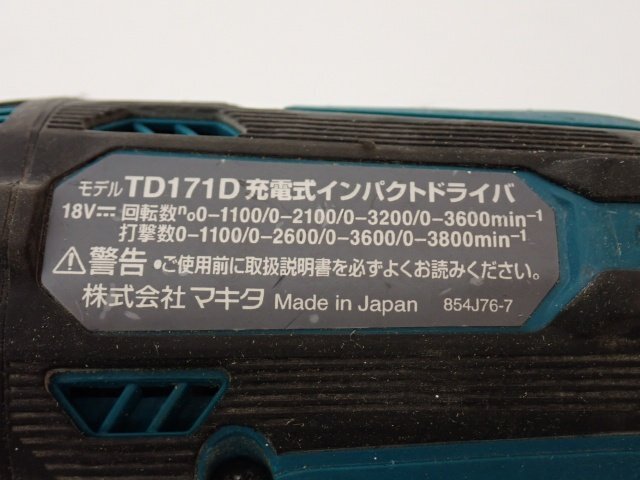 モデル TD171D 充電式インパクトドライバ
18V⎓ 回転数ⁿ₀0-1100/0-2100/0-3200/0-3600min⁻¹
打撃数0-1100/0-2600/0-3600/0-3800min⁻¹
⚠警告 •ご使用前に取扱説明書を必ずよくお読みください。
株式会社 マキタ Made in Japan 854J76-7